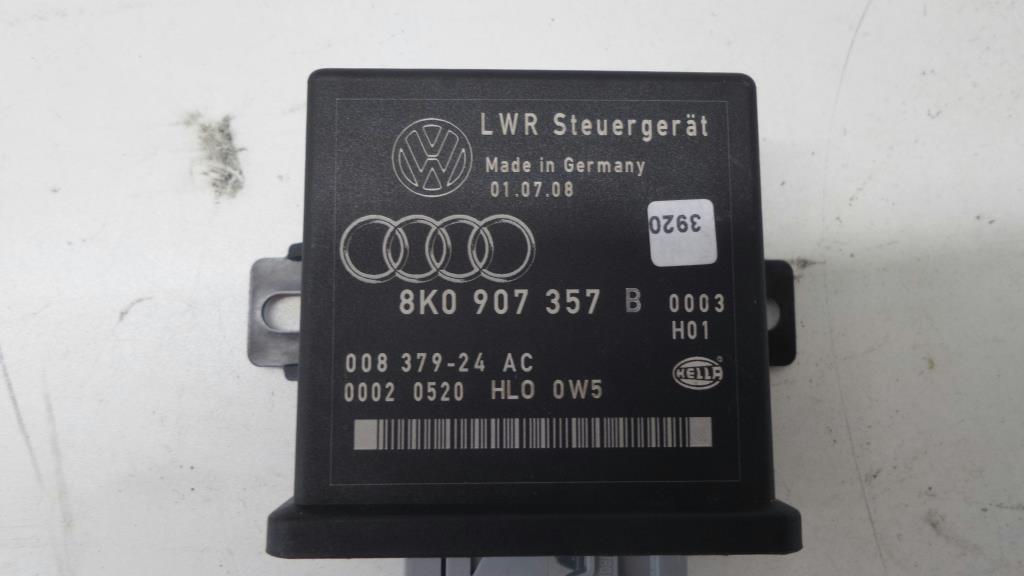 LWR Steuergerät
Made in Germany
01.07.08
3920
8K0 907 357 B 0003
H01
008 379-24 AC
HELLA
0002 0520 HL0 0W5